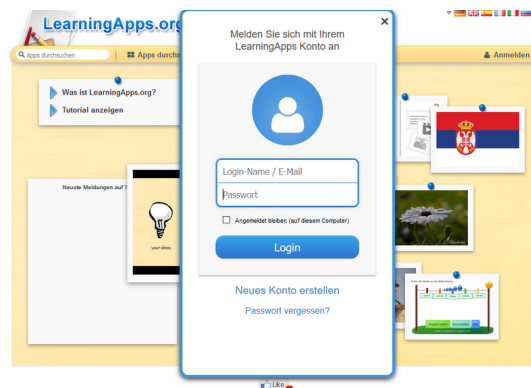 LearningApps.org
Apps durchsuchen
Apps durchs
Anmelden
Was ist LearningApps.org?
Tutorial anzeigen
Neuste Meldungen auf
your ideas
Melden Sie sich mit Ihrem
LearningApps Konto an
Login-Name / E-Mail
Passwort
Angemeldet bleiben (auf diesem Computer)
Login
Neues Konto erstellen
Passwort vergessen?
Like